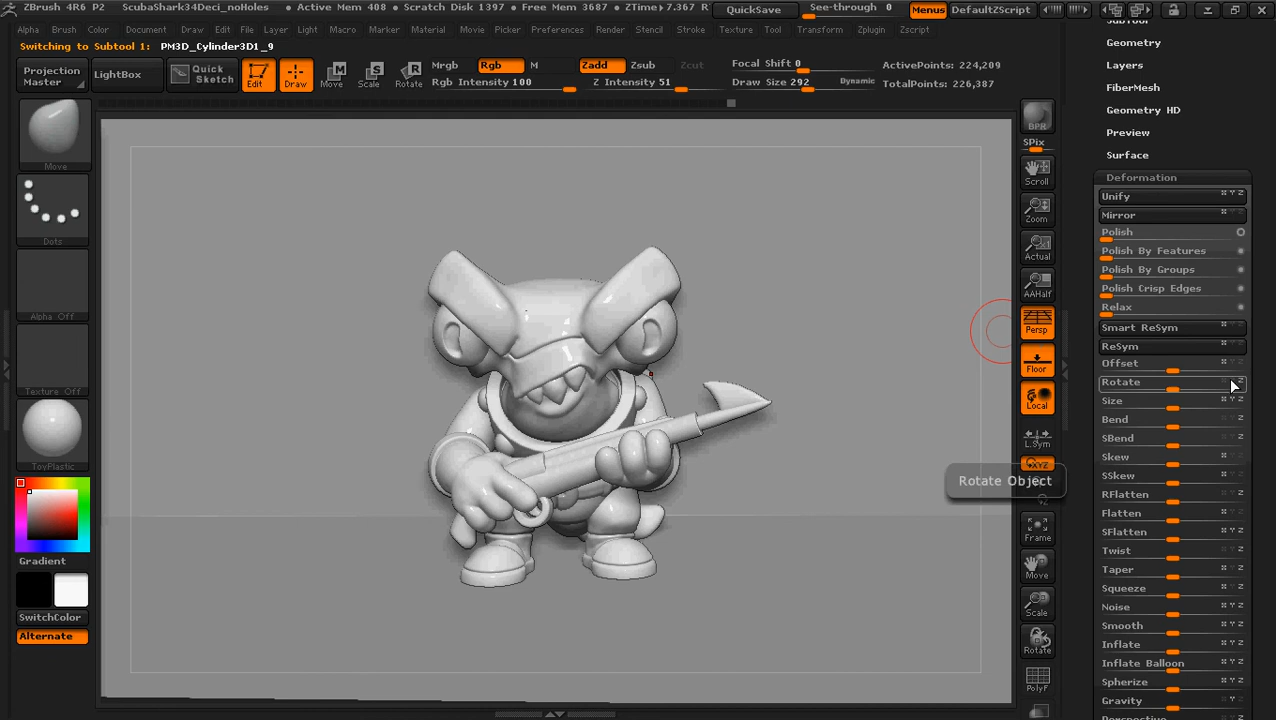 ZBrush 4R6 P2 ScubaShark34Deci_noHoles • Active Mem 408 • Scratch Disk 1397 • Free Mem 3687 • ZTime▸7.367 QuickSave See-through 0 Menus DefaultZScript
Alpha Brush Color Document Draw Edit File Layer Light Macro Marker Material Movie Picker Preferences Render Stencil Stroke Texture Tool Transform Zplugin Zscript
Switching to Subtool 1: PM3D_Cylinder3D1_9
Projection Master
LightBox
Quick Sketch
Edit
Draw
Move
Scale
Rotate
Mrgb Rgb M
Rgb Intensity 100
Zadd Zsub Zcut
Z Intensity 51
Focal Shift 0
Draw Size 292 Dynamic
ActivePoints: 224,209
TotalPoints: 226,387
Move
Dots
Alpha Off
Texture Off
ToyPlastic
Gradient
SwitchColor
Alternate
BPR
SPix
Scroll
Zoom
Actual
AAHalf
Persp
Floor
Local
L.Sym
XYZ
Rotate Object
Frame
Move
Scale
Rotate
PolyF
Geometry
Layers
FiberMesh
Geometry HD
Preview
Surface
Deformation
Unify
Mirror
Polish
Polish By Features
Polish By Groups
Polish Crisp Edges
Relax
Smart ReSym
ReSym
Offset
Rotate
Size
Bend
SBend
Skew
SSkew
RFlatten
Flatten
SFlatten
Twist
Taper
Squeeze
Noise
Smooth
Inflate
Inflate Balloon
Spherize
Gravity